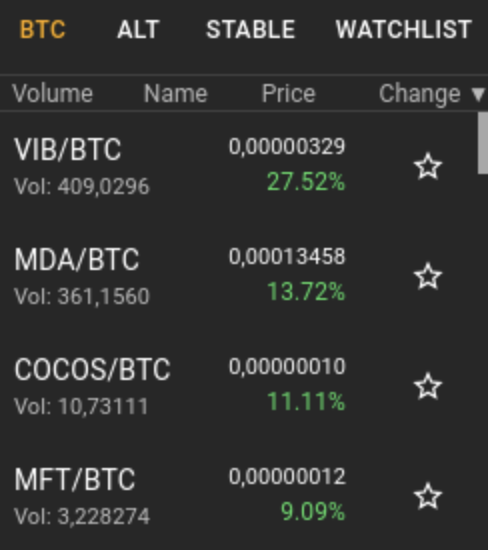 BTC ALT STABLE WATCHLIST
Volume Name Price Change ▼
VIB/BTC 0,00000329
Vol: 409,0296 27.52%
MDA/BTC 0,00013458
Vol: 361,1560 13.72%
COCOS/BTC 0,00000010
Vol: 10,73111 11.11%
MFT/BTC 0,00000012
Vol: 3,228274 9.09%